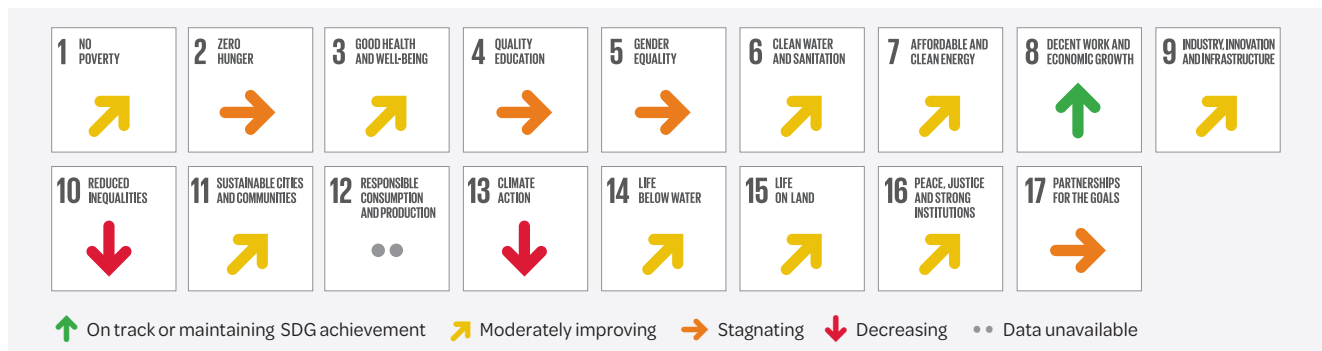 1 NO
POVERTY
2 ZERO
HUNGER
3 GOOD HEALTH
AND WELL-BEING
4 QUALITY
EDUCATION
5 GENDER
EQUALITY
6 CLEAN WATER
AND SANITATION
7 AFFORDABLE AND
CLEAN ENERGY
8 DECENT WORK AND
ECONOMIC GROWTH
9 INDUSTRY, INNOVATION
AND INFRASTRUCTURE
10 REDUCED
INEQUALITIES
11 SUSTAINABLE CITIES
AND COMMUNITIES
12 RESPONSIBLE
CONSUMPTION
AND PRODUCTION
13 CLIMATE
ACTION
14 LIFE
BELOW WATER
15 LIFE
ON LAND
16 PEACE, JUSTICE
AND STRONG
INSTITUTIONS
17 PARTNERSHIPS
FOR THE GOALS
On track or maintaining SDG achievement
Moderately improving
Stagnating
Decreasing
Data unavailable